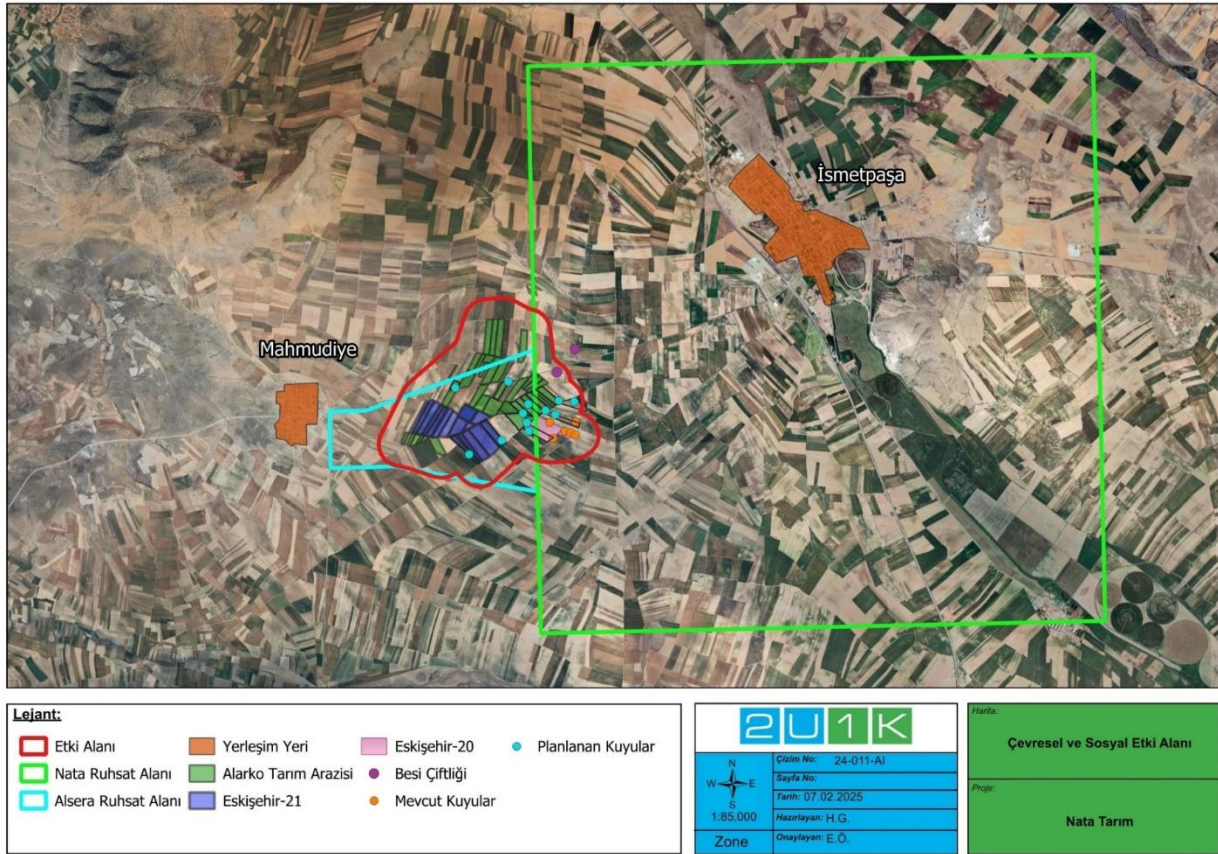 İsmetpaşa
Mahmudiye
Lejant:
Etki Alanı
Nata Ruhsat Alanı
Alsera Ruhsat Alanı
Yerleşim Yeri
Alarko Tarım Arazisi
Eskişehir-21
Eskişehir-20
Besi Çiftliği
Mevcut Kuyular
Planlanan Kuyular
2U1K
N
W E
S
1:85,000
Zone
Çizim No: 24-011-AI
Sayfa No:
Tarih: 07.02.2025
Hazırlayan: H.G.
Onaylayan: E.Ö.
Harita:
Çevresel ve Sosyal Etki Alanı
Proje:
Nata Tarım